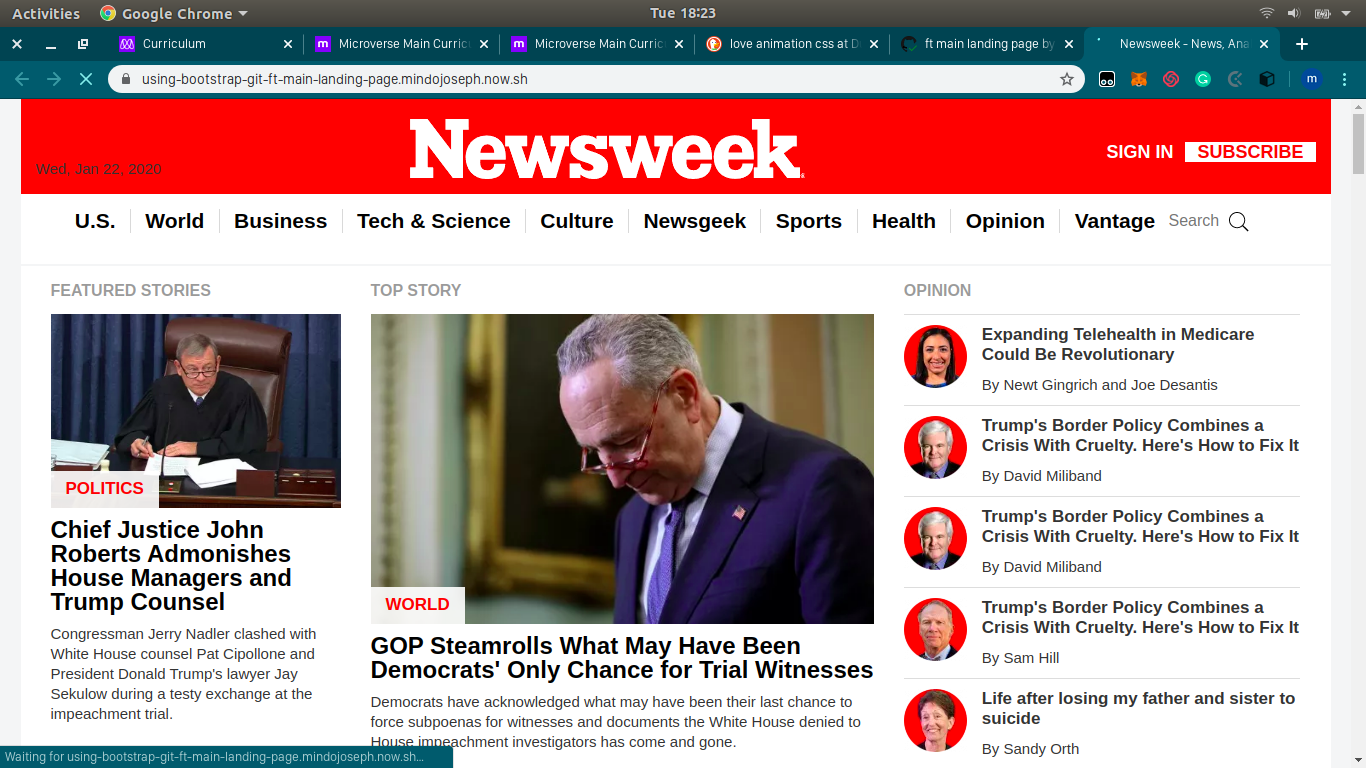 Activities Google Chrome Tue 18:23
Curriculum Microverse Main Curric Microverse Main Curric love animation css at D ft main landing page by Newsweek - News, Ana
using-bootstrap-git-ft-main-landing-page.mindojoseph.now.sh m
Newsweek
Wed, Jan 22, 2020
SIGN IN SUBSCRIBE
U.S. World Business Tech & Science Culture Newsgeek Sports Health Opinion Vantage Search
FEATURED STORIES
POLITICS
Chief Justice John
Roberts Admonishes
House Managers and
Trump Counsel
Congressman Jerry Nadler clashed with
White House counsel Pat Cipollone and
President Donald Trump's lawyer Jay
Sekulow during a testy exchange at the
impeachment trial.
TOP STORY
WORLD
GOP Steamrolls What May Have Been
Democrats' Only Chance for Trial Witnesses
Democrats have acknowledged what may have been their last chance to
force subpoenas for witnesses and documents the White House denied to
House impeachment investigators has come and gone.
OPINION
Expanding Telehealth in Medicare
Could Be Revolutionary
By Newt Gingrich and Joe Desantis
Trump's Border Policy Combines a
Crisis With Cruelty. Here's How to Fix It
By David Miliband
Trump's Border Policy Combines a
Crisis With Cruelty. Here's How to Fix It
By David Miliband
Trump's Border Policy Combines a
Crisis With Cruelty. Here's How to Fix It
By Sam Hill
Life after losing my father and sister to
suicide
By Sandy Orth
Waiting for using-bootstrap-git-ft-main-landing-page.mindojoseph.now.sh...